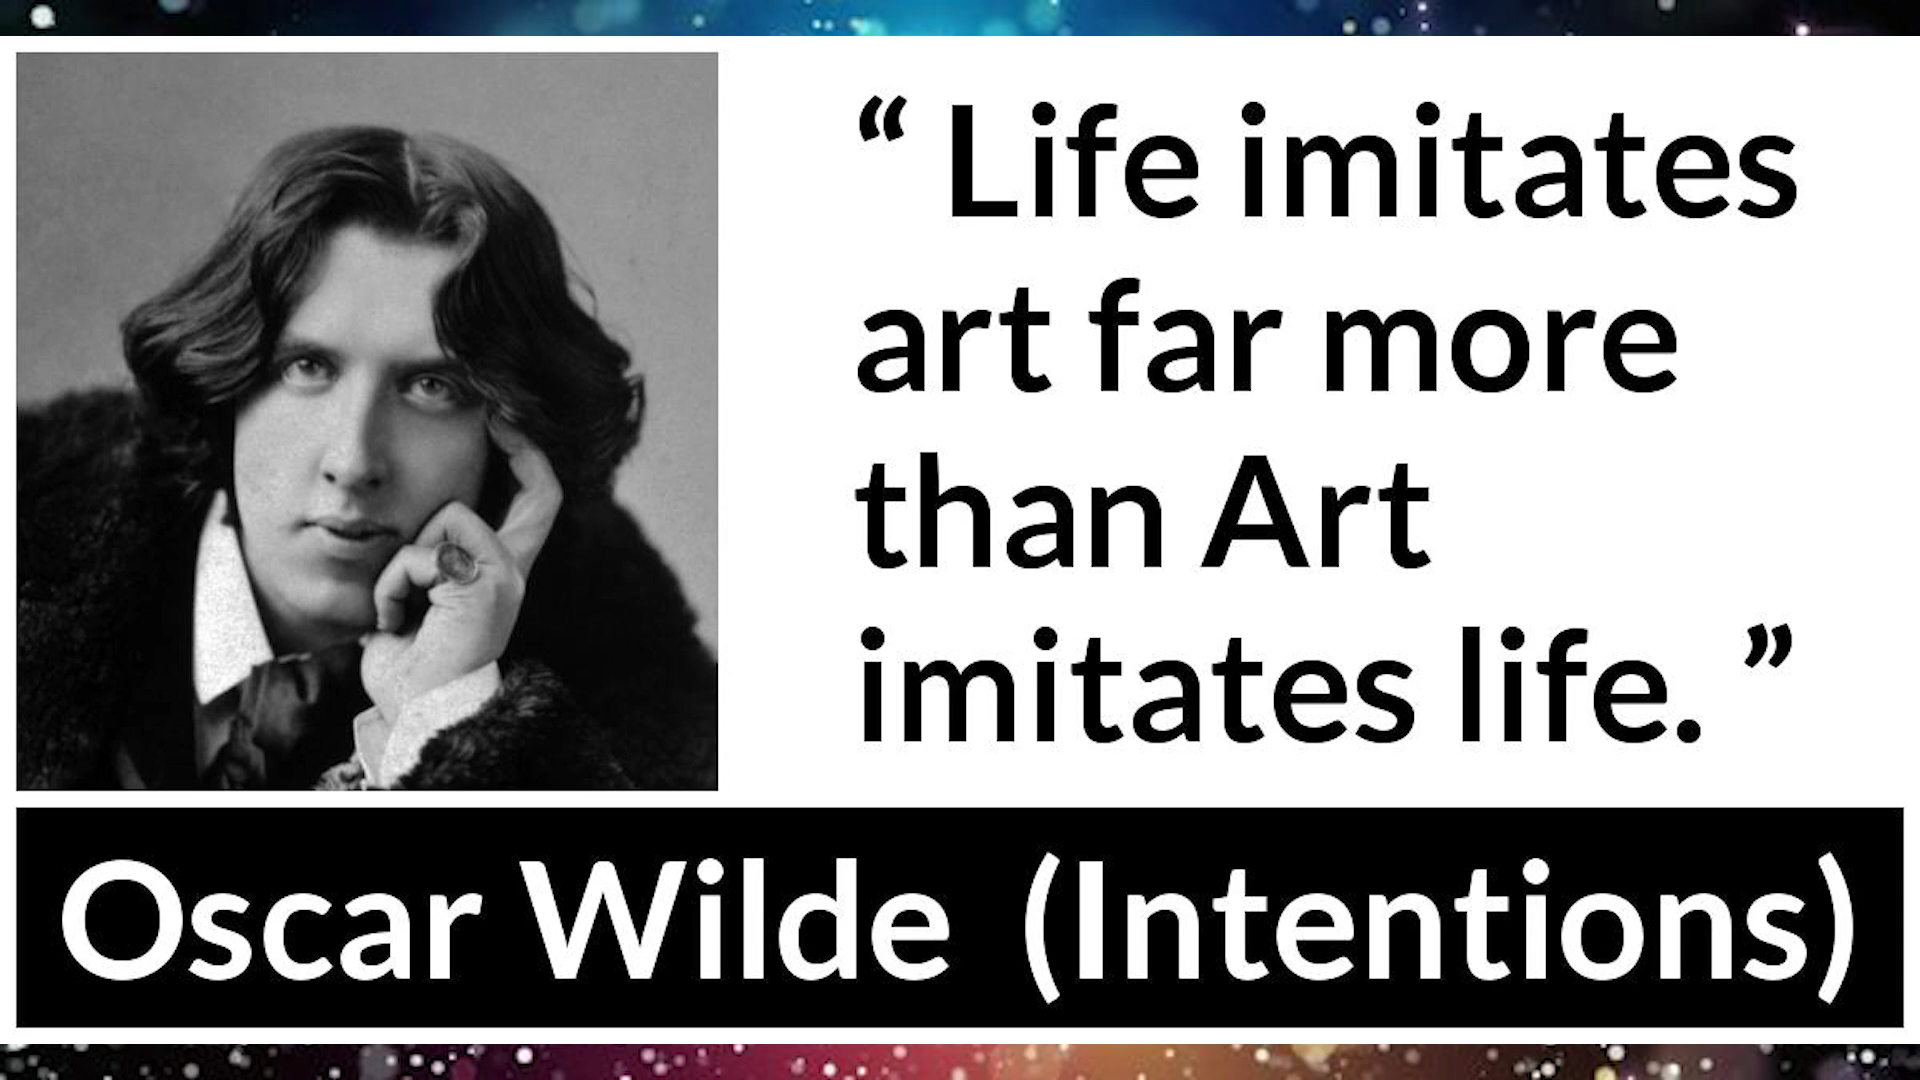 “ Life imitates
art far more
than Art
imitates life. ”
Oscar Wilde (Intentions)